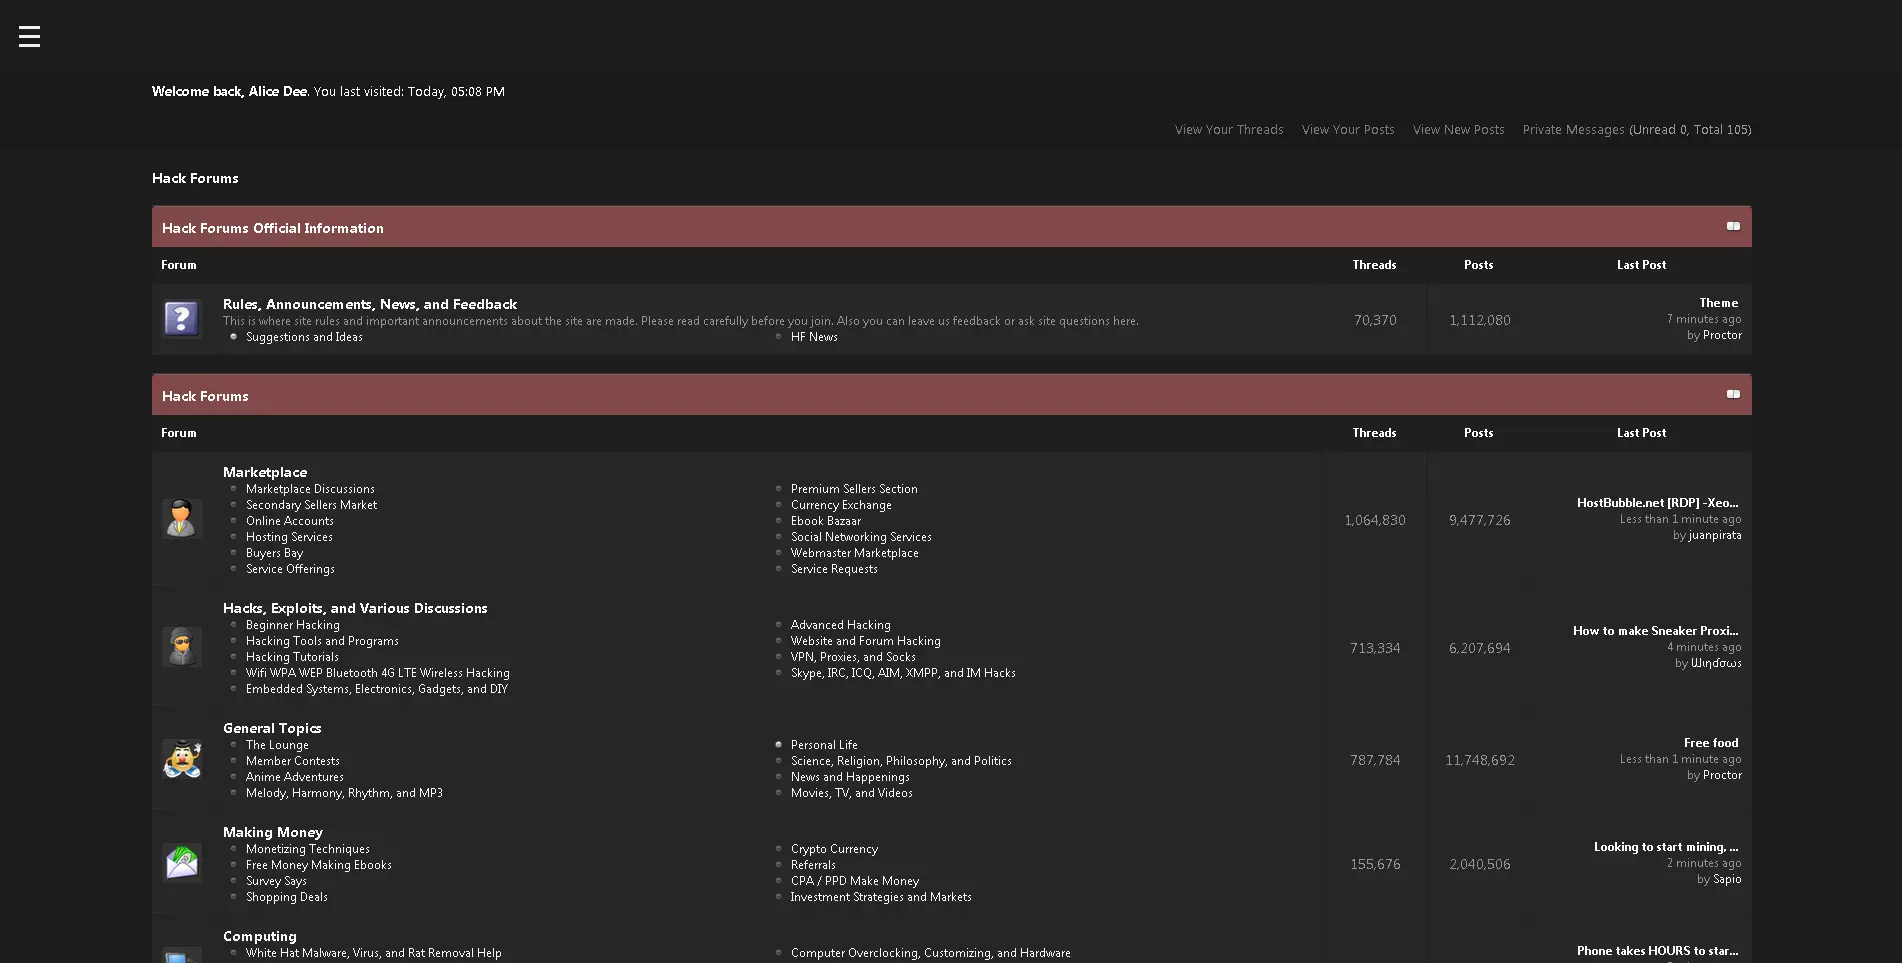 ☰
Welcome back, Alice Dee. You last visited: Today, 05:08 PM
View Your Threads View Your Posts View New Posts Private Messages (Unread 0, Total 105)
Hack Forums
Hack Forums Official Information
Forum Threads Posts Last Post
Rules, Announcements, News, and Feedback
This is where site rules and important announcements about the site are made. Please read carefully before you join. Also you can leave us feedback or ask site questions here.
Suggestions and Ideas HF News
70,370 1,112,080
Theme
7 minutes ago
by Proctor
Hack Forums
Forum Threads Posts Last Post
Marketplace
Marketplace Discussions Premium Sellers Section
Secondary Sellers Market Currency Exchange
Online Accounts Ebook Bazaar
Hosting Services Social Networking Services
Buyers Bay Webmaster Marketplace
Service Offerings Service Requests
1,064,830 9,477,726
HostBubble.net [RDP] -Xeo...
Less than 1 minute ago
by juanpirata
Hacks, Exploits, and Various Discussions
Beginner Hacking Advanced Hacking
Hacking Tools and Programs Website and Forum Hacking
Hacking Tutorials VPN, Proxies, and Socks
Wifi WPA WEP Bluetooth 4G LTE Wireless Hacking Skype, IRC, ICQ, AIM, XMPP, and IM Hacks
Embedded Systems, Electronics, Gadgets, and DIY
713,334 6,207,694
How to make Sneaker Proxi...
4 minutes ago
by
General Topics
The Lounge Personal Life
Member Contests Science, Religion, Philosophy, and Politics
Anime Adventures News and Happenings
Melody, Harmony, Rhythm, and MP3 Movies, TV, and Videos
787,784 11,748,692
Free food
Less than 1 minute ago
by Proctor
Making Money
Monetizing Techniques Crypto Currency
Free Money Making Ebooks Referrals
Survey Says CPA / PPD Make Money
Shopping Deals Investment Strategies and Markets
155,676 2,040,506
Looking to start mining, ...
2 minutes ago
by Sapio
Computing
White Hat Malware, Virus, and Rat Removal Help Computer Overclocking, Customizing, and Hardware
Phone takes HOURS to star...